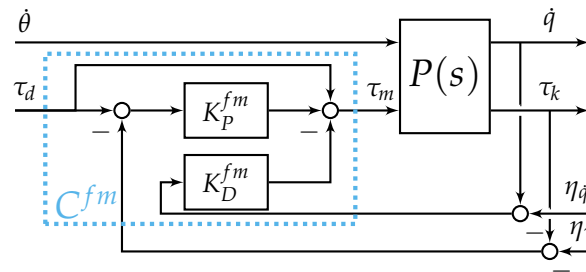 θ̇ q̇
P(s)
τ_d τ_m τ_k
− K_P^{fm} −
K_D^{fm}
C^{fm} η_q̇
−
η
−